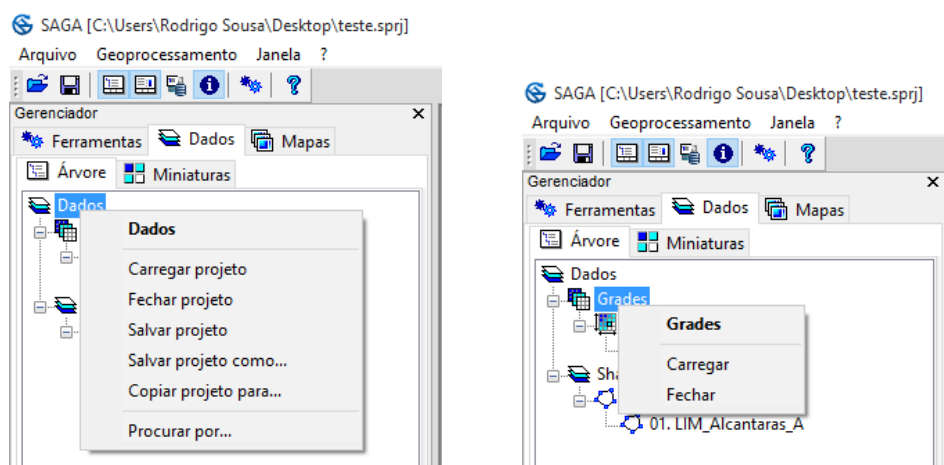 SAGA [C:\Users\Rodrigo Sousa\Desktop\teste.sprj]
Arquivo Geoprocessamento Janela ?
Gerenciador
Ferramentas Dados Mapas
Árvore Miniaturas
Dados
Dados
Carregar projeto
Fechar projeto
Salvar projeto
Salvar projeto como...
Copiar projeto para...
Procurar por...
SAGA [C:\Users\Rodrigo Sousa\Desktop\teste.sprj]
Arquivo Geoprocessamento Janela ?
Gerenciador
Ferramentas Dados Mapas
Árvore Miniaturas
Dados
Grades
Grades
Carregar
Fechar
01. LIM_Alcantaras_A